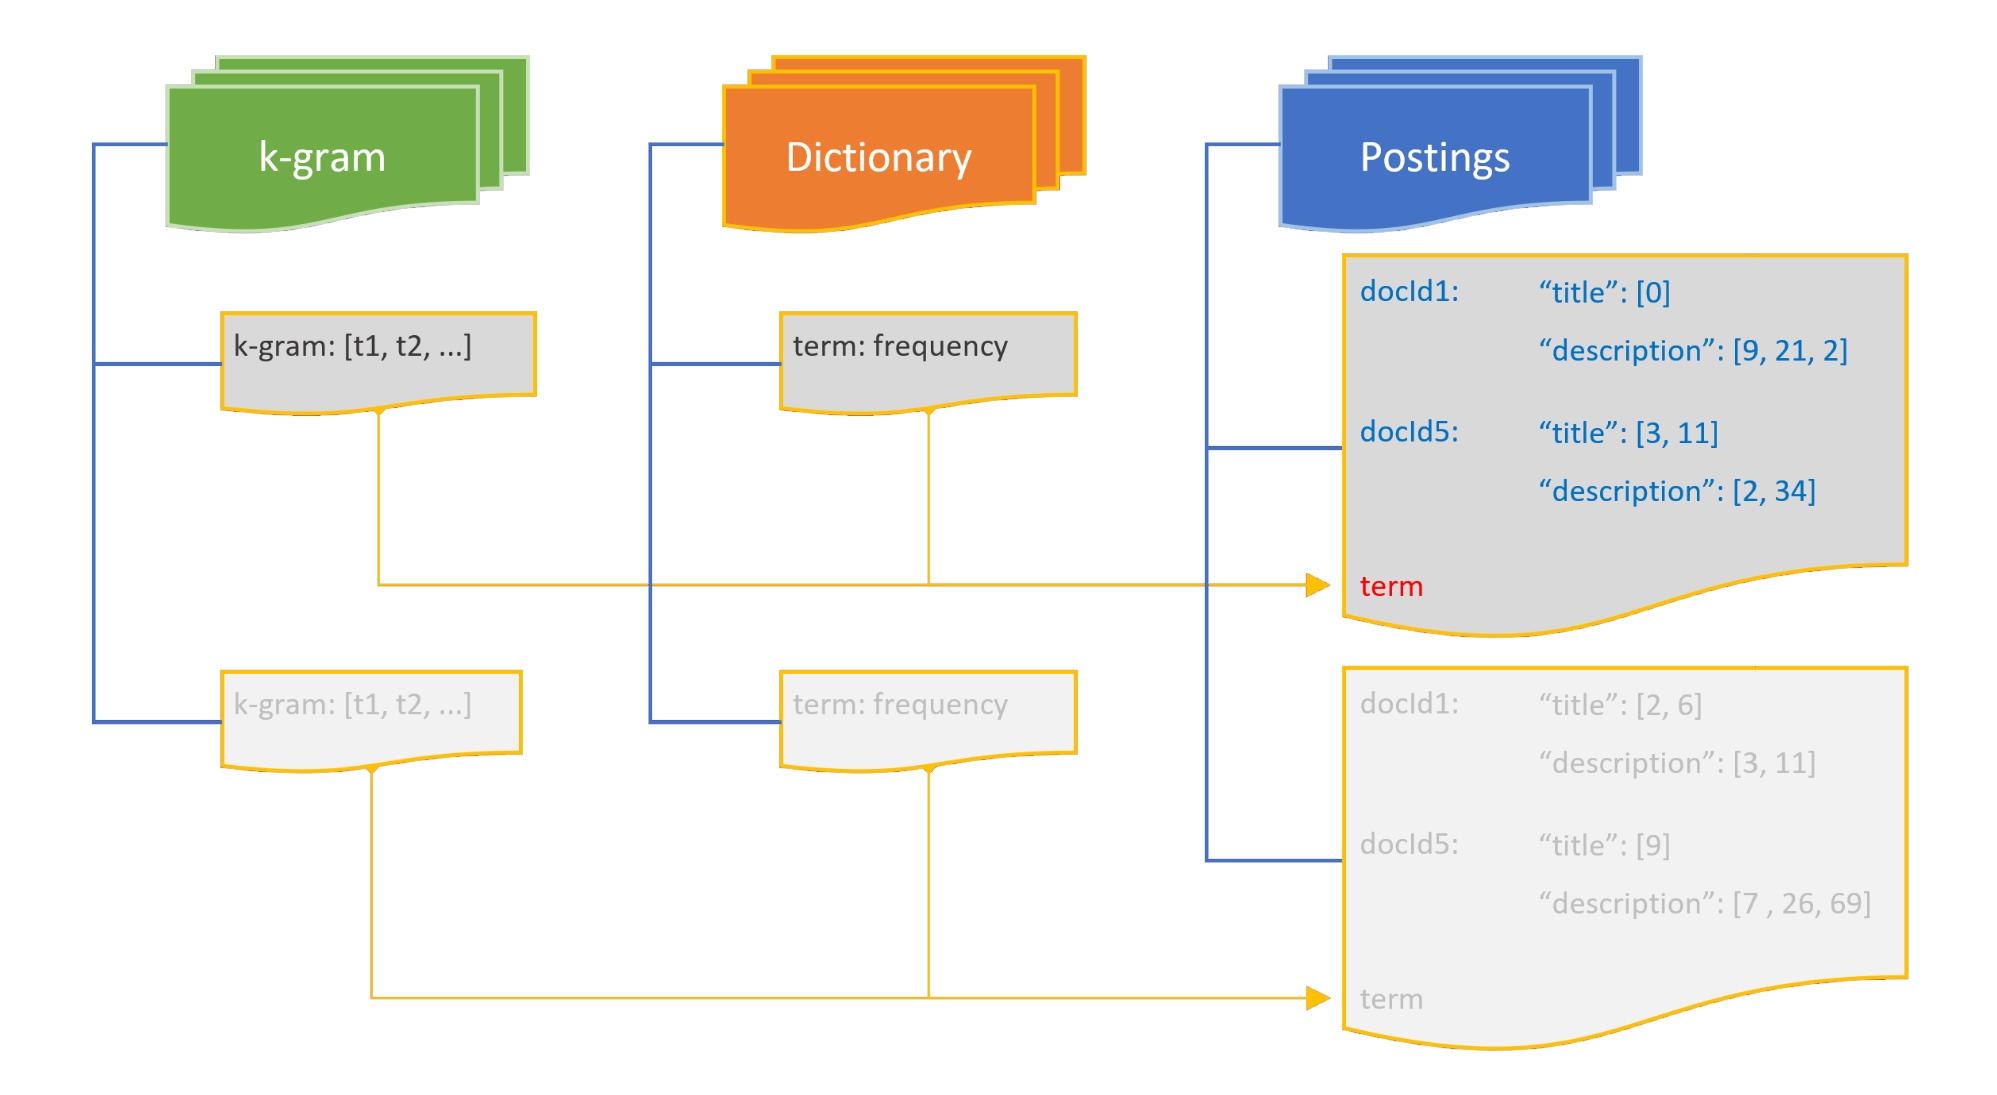 k-gram
Dictionary
Postings
k-gram: [t1, t2, ...]
term: frequency
docId1: “title”: [0]
“description”: [9, 21, 2]
docId5: “title”: [3, 11]
“description”: [2, 34]
term
k-gram: [t1, t2, ...]
term: frequency
docId1: “title”: [2, 6]
“description”: [3, 11]
docId5: “title”: [9]
“description”: [7 , 26, 69]
term